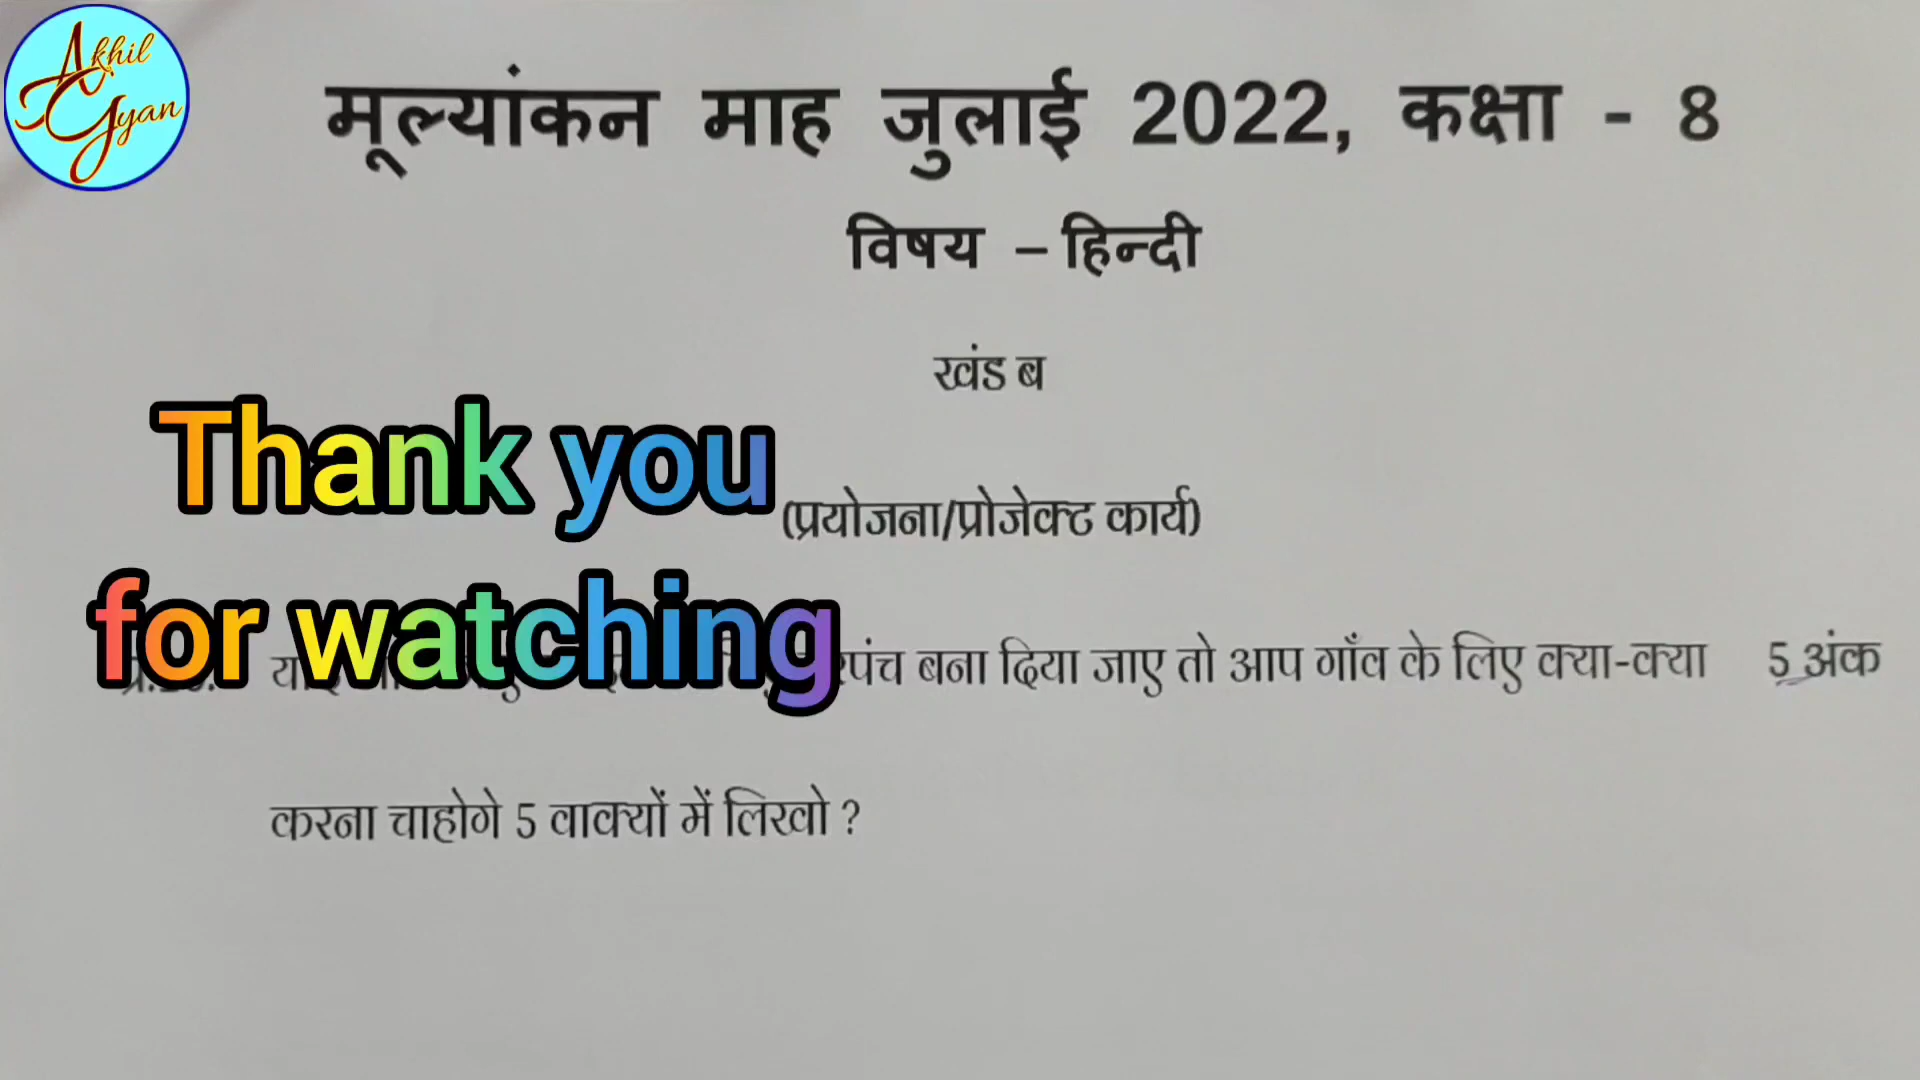 Akhil
Gyan
मूल्यांकन माह जुलाई 2022, कक्षा - 8
विषय – हिन्दी
खंड ब
Thank you
(प्रयोजना/प्रोजेक्ट कार्य)
for watching
बना दिया जाए तो आप गाँव के लिए क्या-क्या 5 अंक
करना चाहोगे 5 वाक्यों में लिखो ?